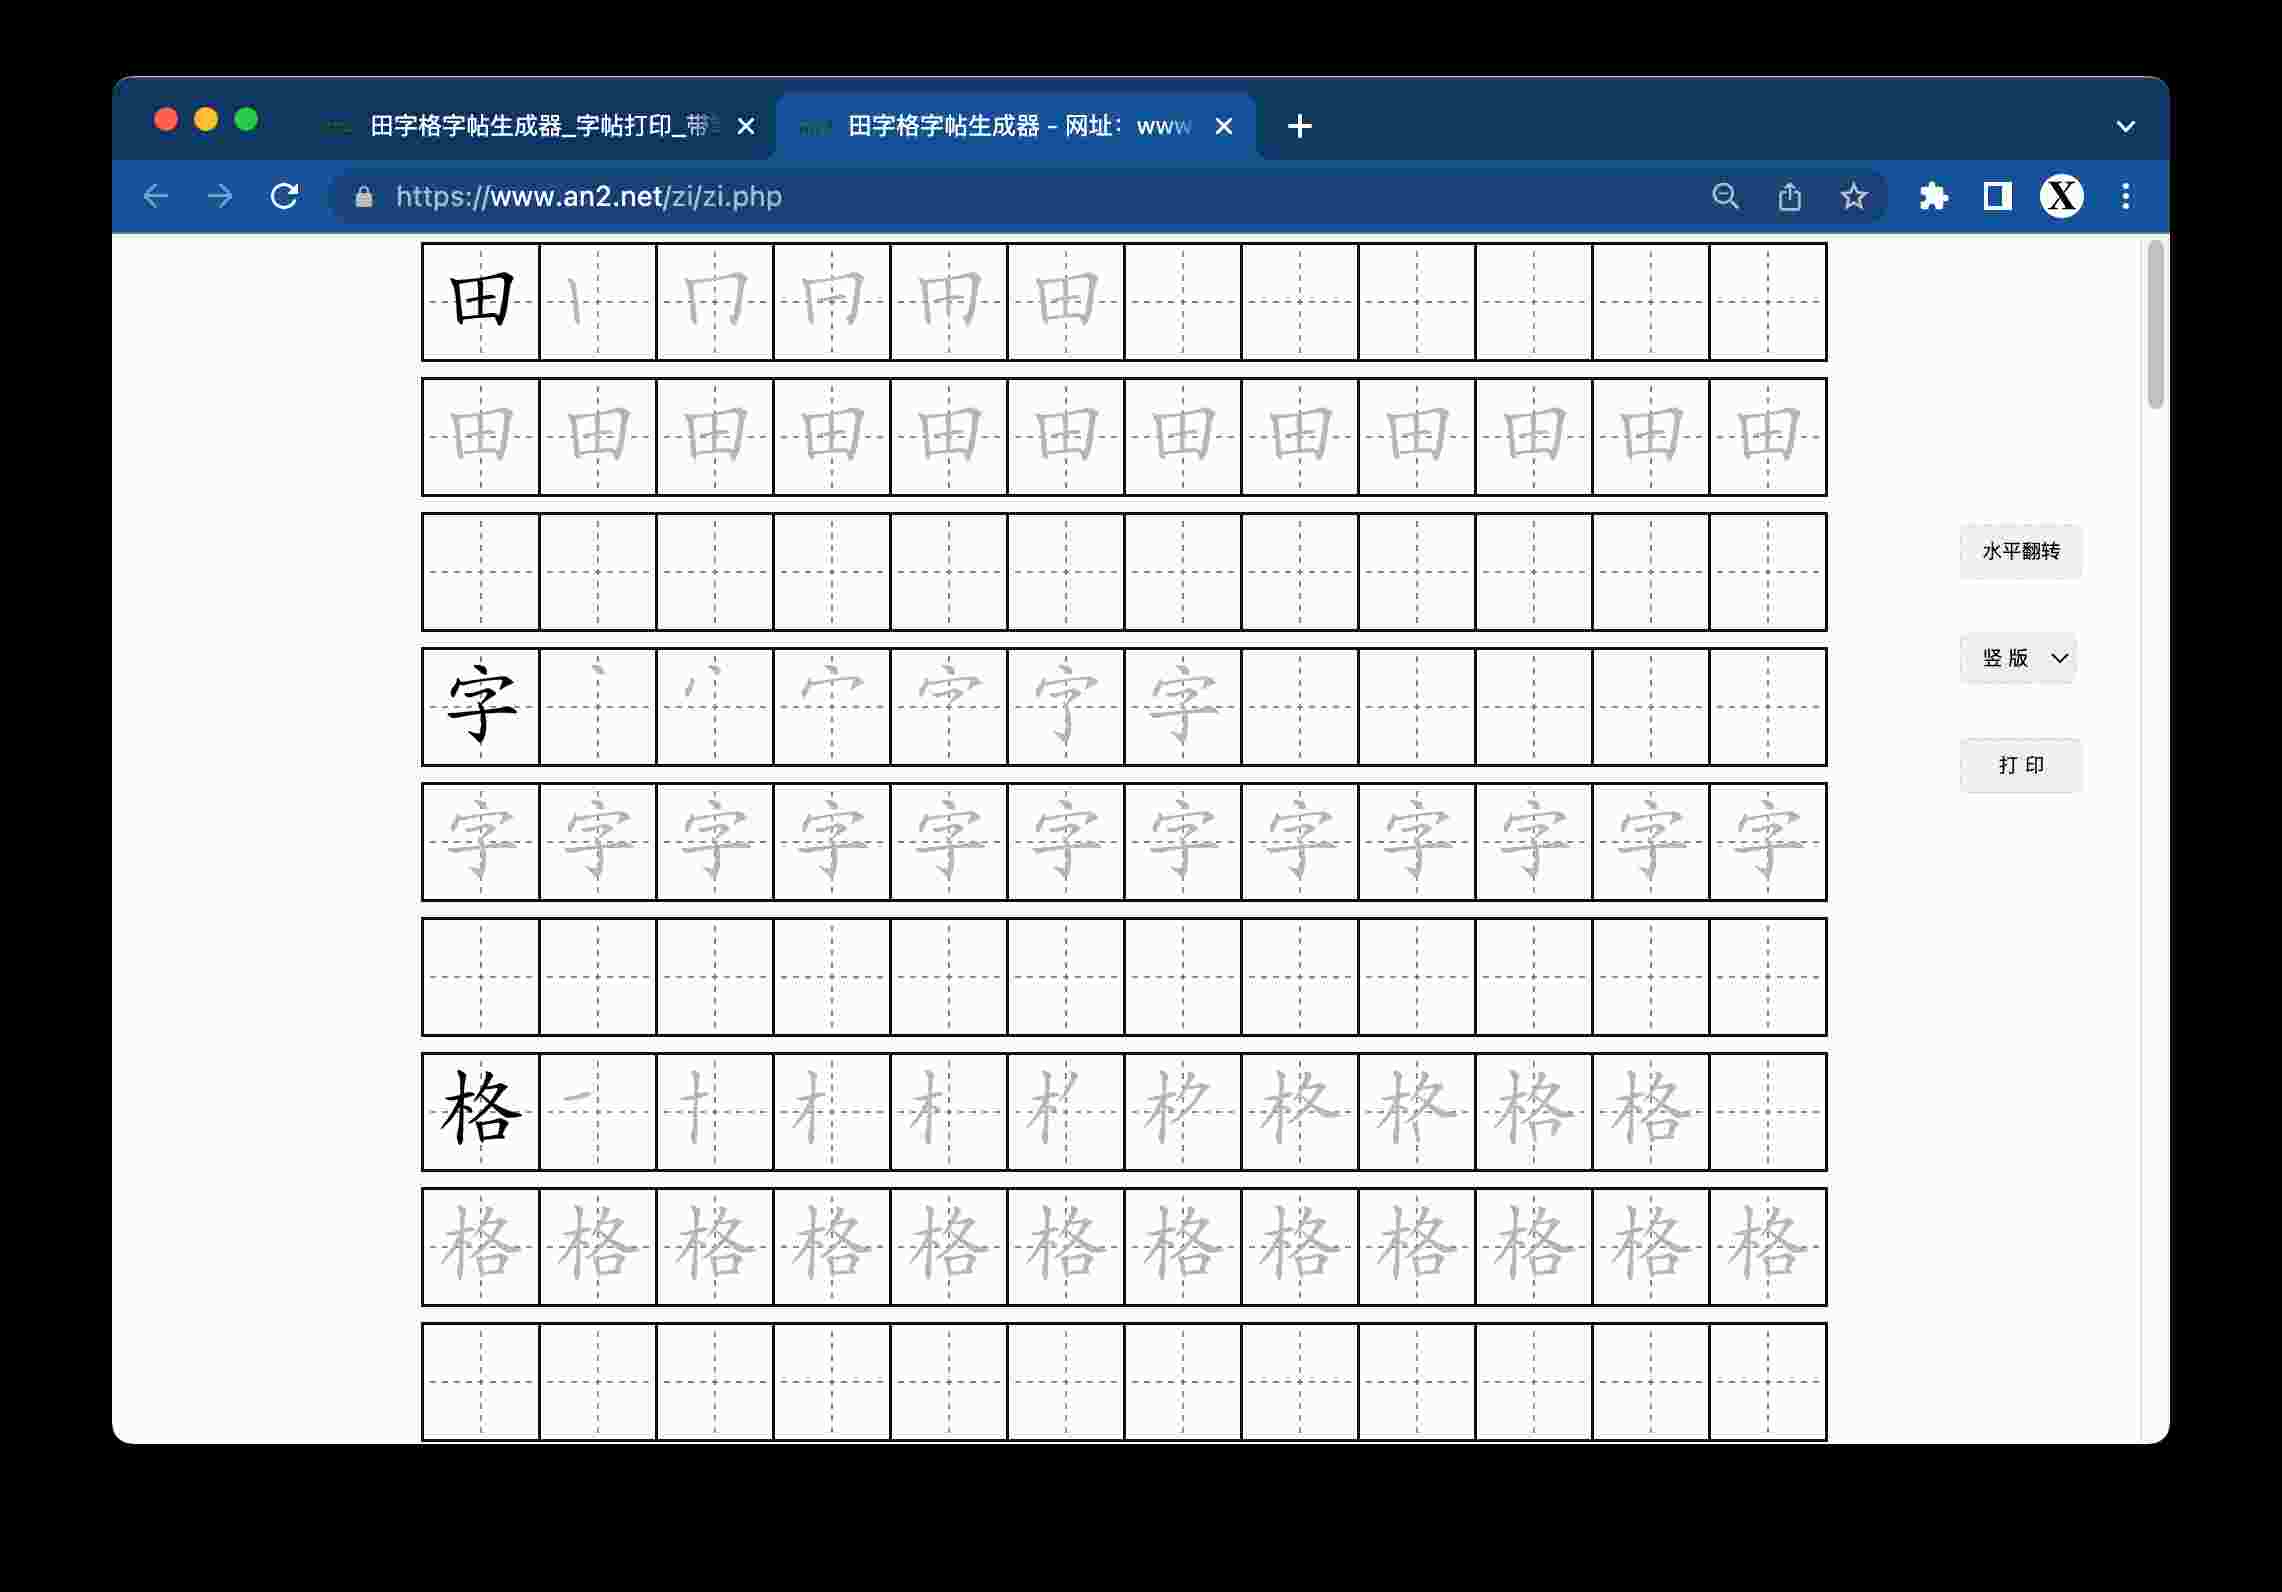 田字格字帖生成器_字帖打印_带
田字格字帖生成器 - 网址：www
https://www.an2.net/zi/zi.php
X
田 田
田 田 田 田 田 田 田 田 田 田 田 田
水平翻转
竖 版
字 字
打 印
字 字 字 字 字 字 字 字 字 字 字 字
格 格
格 格 格 格 格 格 格 格 格 格 格 格